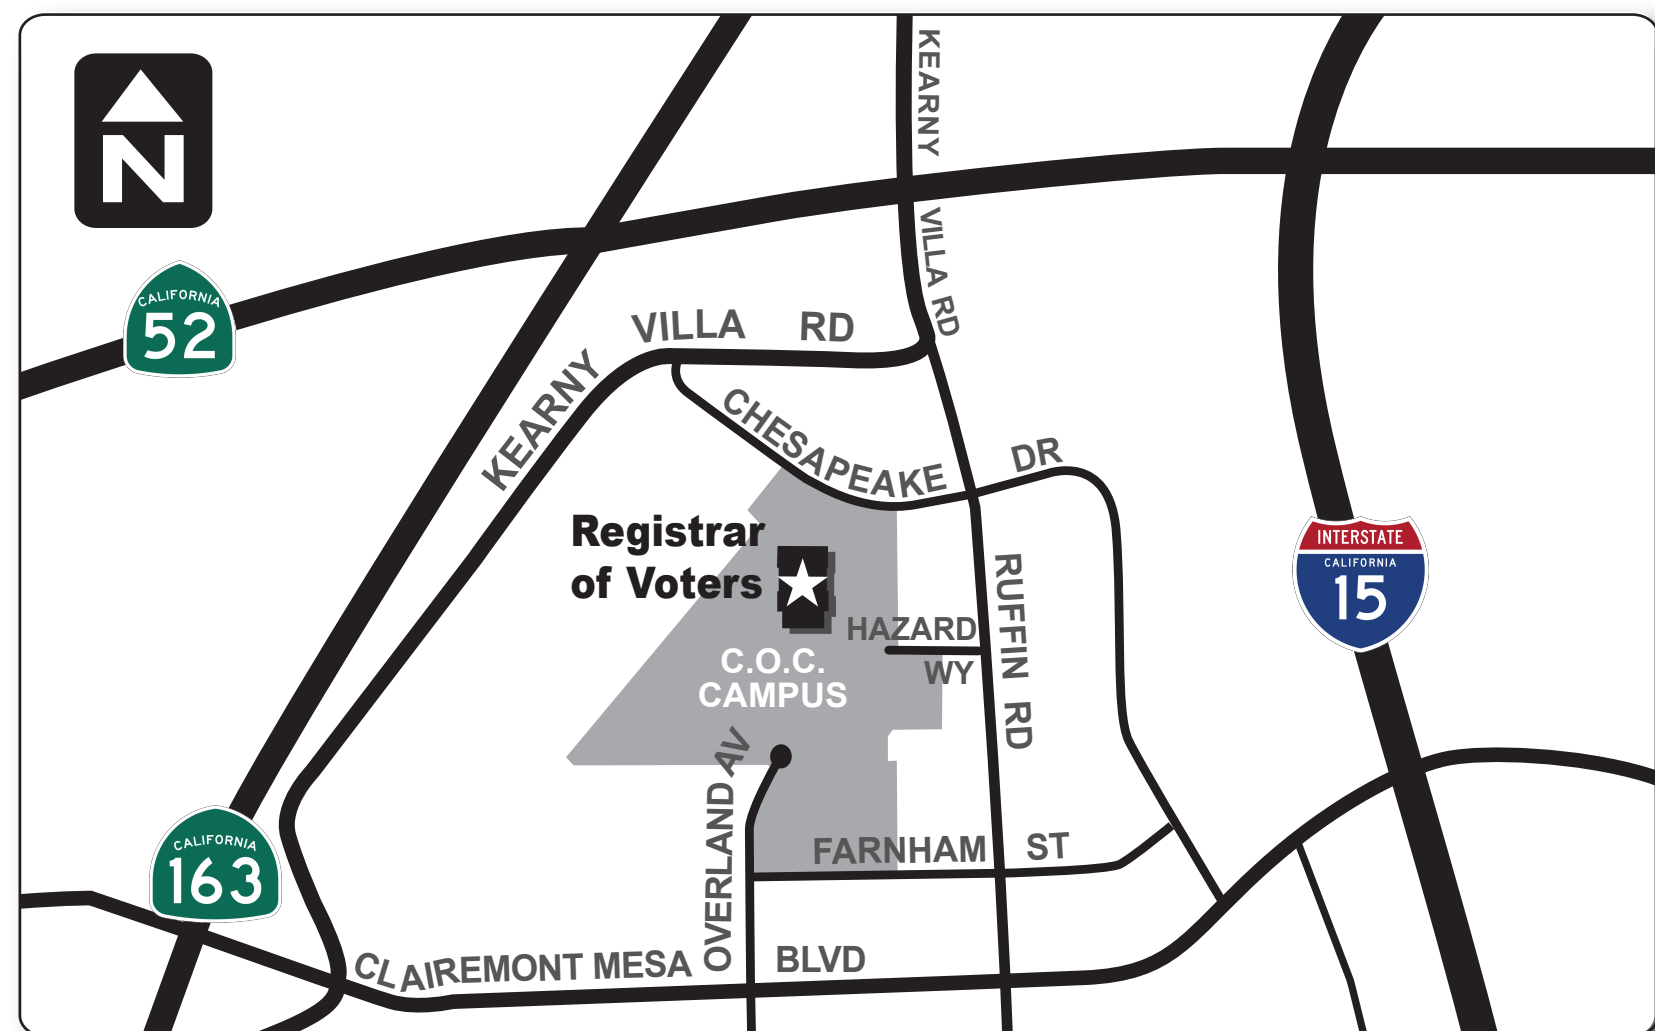 N
KEARNY
VILLA RD
CALIFORNIA
52
KEARNY VILLA RD
CHESAPEAKE DR
Registrar
of Voters
INTERSTATE
CALIFORNIA
15
HAZARD
WY
RUFFIN RD
C.O.C.
CAMPUS
OVERLAND AV
CALIFORNIA
163
FARNHAM ST
CLAIREMONT MESA BLVD